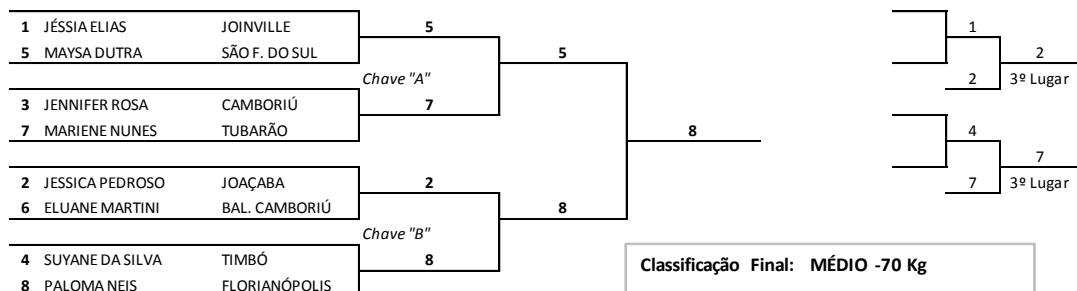 1 JÉSSIA ELIAS JOINVILLE 5 1
5 MAYSA DUTRA SÃO F. DO SUL 5 2
Chave "A" 2 3º Lugar
3 JENNIFER ROSA CAMBORIÚ 7
7 MARIENE NUNES TUBARÃO 8 4
7
2 JESSICA PEDROSO JOAÇABA 2 7 3º Lugar
6 ELUANE MARTINI BAL. CAMBORIÚ 8
Chave "B"
4 SUYANE DA SILVA TIMBÓ 8 Classificação Final: MÉDIO -70 Kg
8 PALOMA NEIS FLORIANÓPOLIS